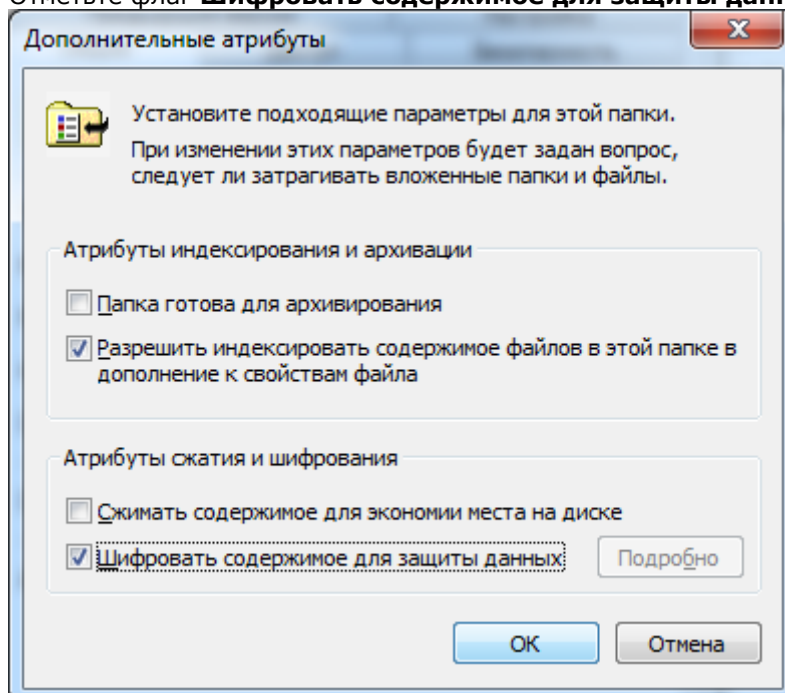 Отметьте флаг Шифровать содержимое для защиты данн
Дополнительные атрибуты
Установите подходящие параметры для этой папки.
При изменении этих параметров будет задан вопрос,
следует ли затрагивать вложенные папки и файлы.
Атрибуты индексирования и архивации
Папка готова для архивирования
Разрешить индексировать содержимое файлов в этой папке в
дополнение к свойствам файла
Атрибуты сжатия и шифрования
Сжимать содержимое для экономии места на диске
Шифровать содержимое для защиты данных
Подробно
ОК
Отмена